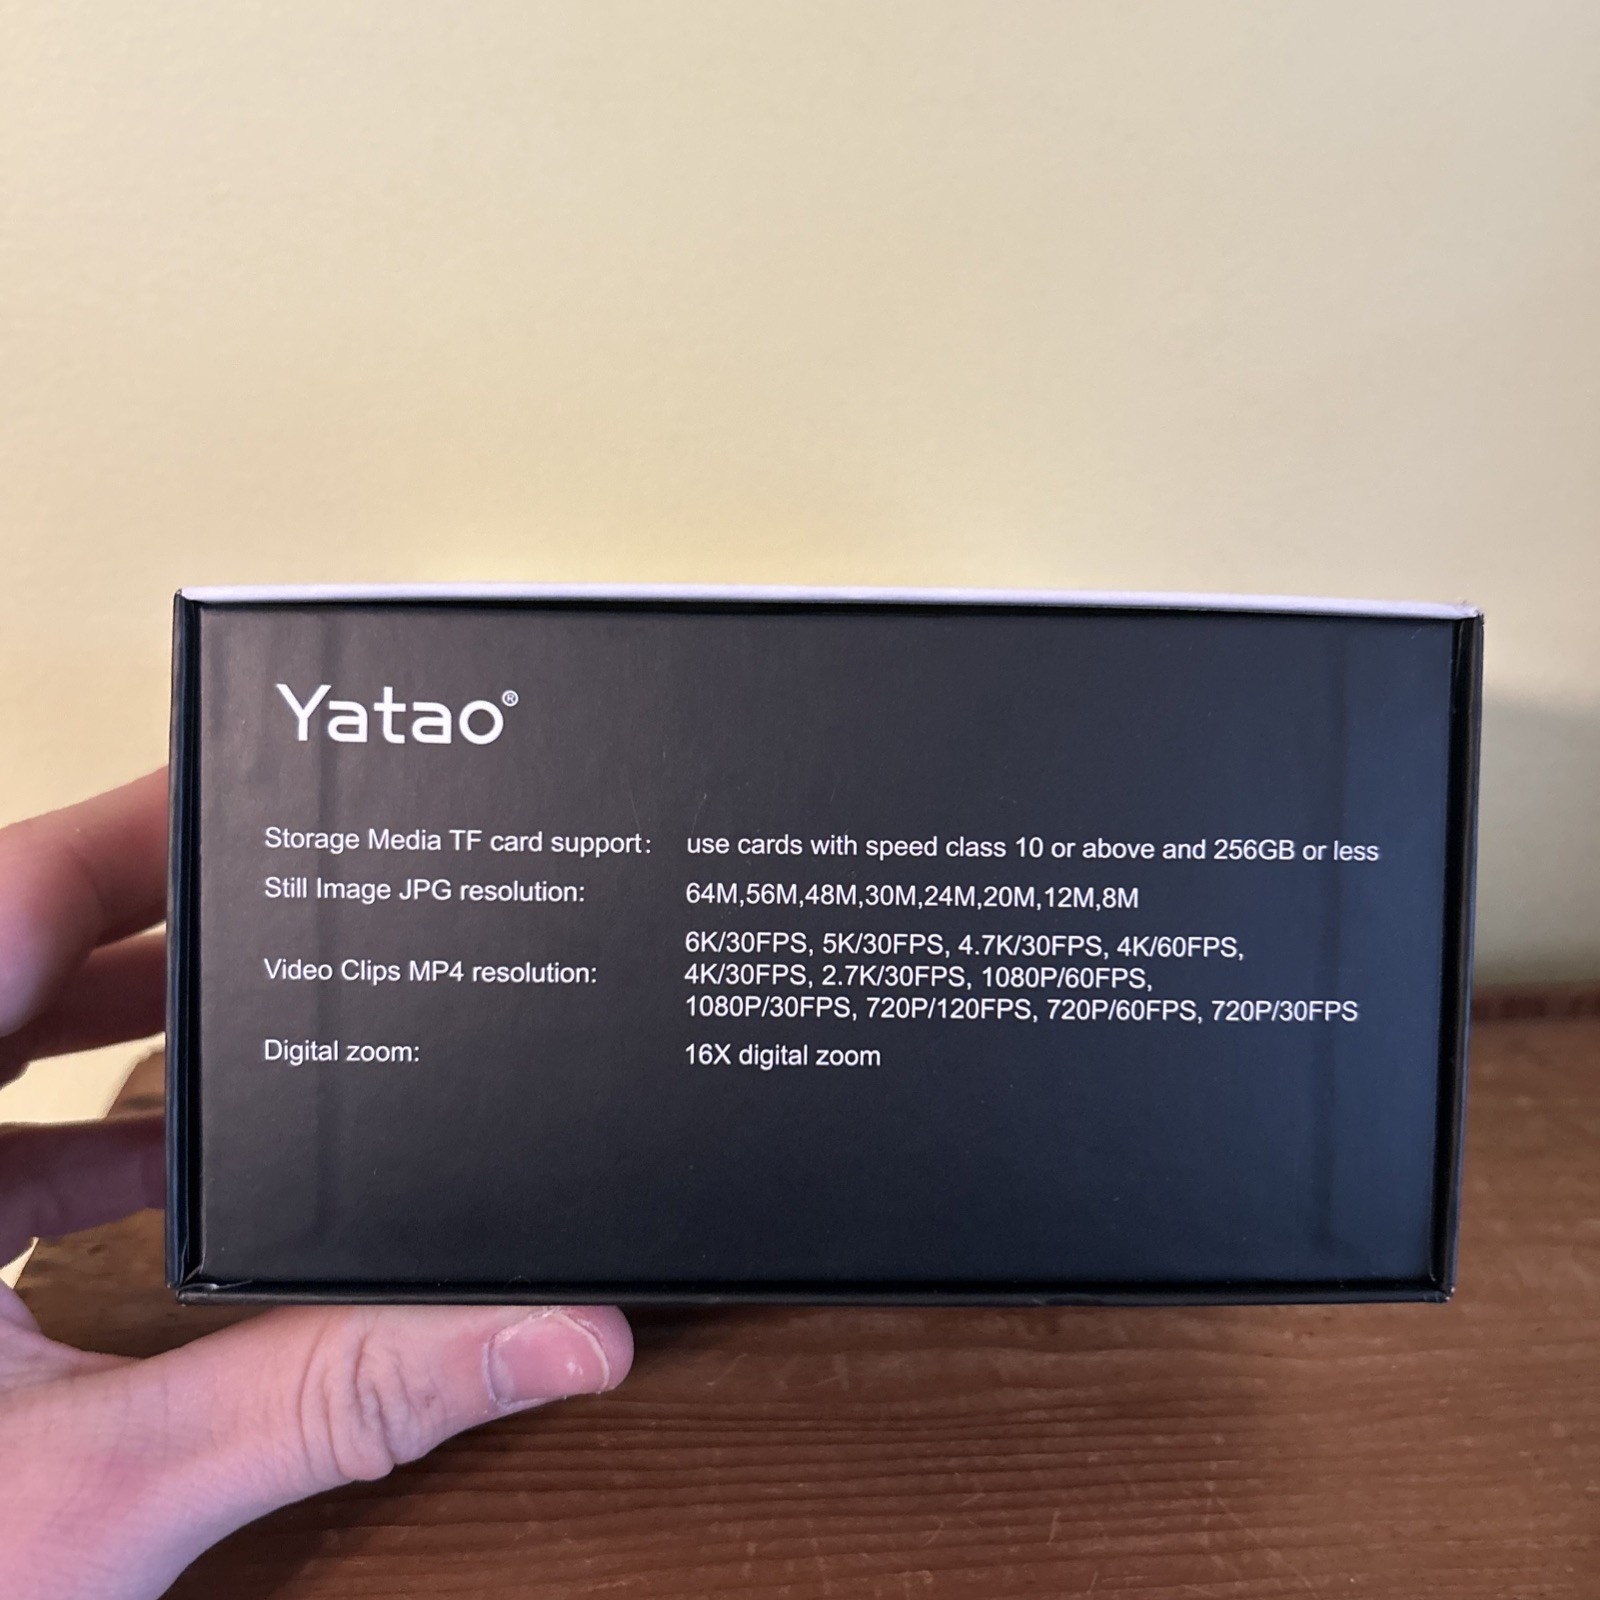 Yatao®
Storage Media TF card support: use cards with speed class 10 or above and 256GB or less
Still Image JPG resolution: 64M,56M,48M,30M,24M,20M,12M,8M
Video Clips MP4 resolution: 6K/30FPS, 5K/30FPS, 4.7K/30FPS, 4K/60FPS,
4K/30FPS, 2.7K/30FPS, 1080P/60FPS,
1080P/30FPS, 720P/120FPS, 720P/60FPS, 720P/30FPS
Digital zoom: 16X digital zoom